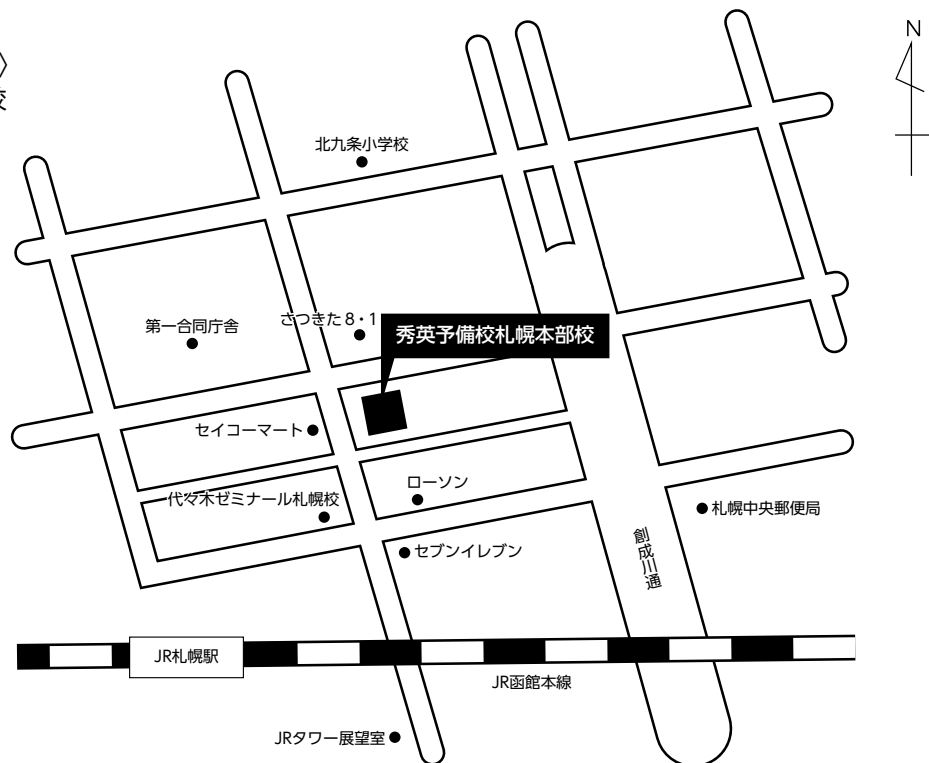 N
〉
校
北九条小学校
第一合同庁舎
さつきた8・1
秀英予備校札幌本部校
セイコーマート
ローソン
代々木ゼミナール札幌校
札幌中央郵便局
セブンイレブン
創成川通
JR札幌駅
JR函館本線
JRタワー展望室